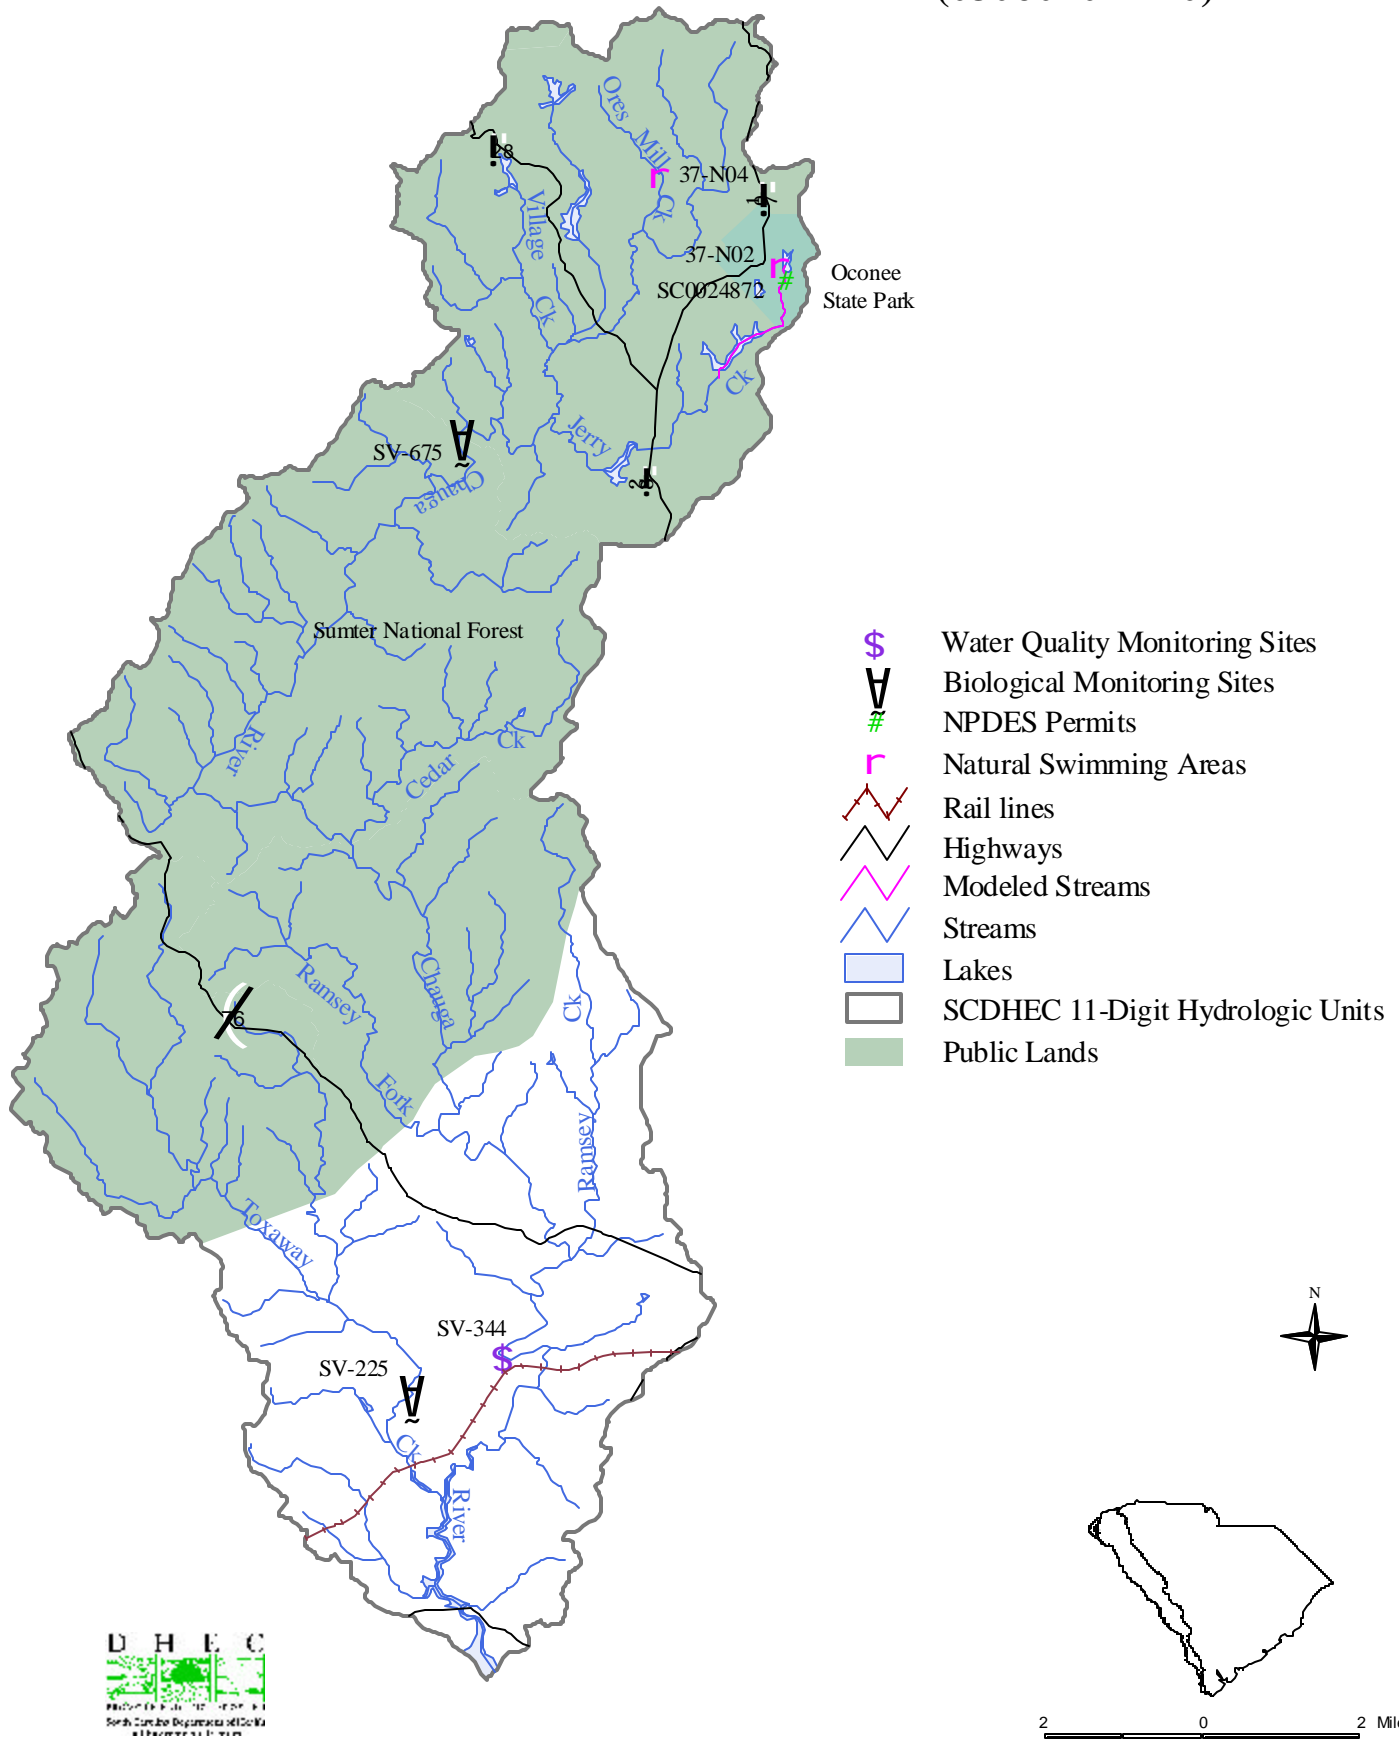 Ores Mill Ck
28
37-N04
Village Ck
37-N02
SC0024872
Oconee
State Park
Ck
Jerry
SV-675
Chauga
Sumter National Forest
River
Cedar Ck
Ramsey Fork
Chauga
Ck
Ramsey
76
Toxaway
SV-344
SV-225
Ck
River
$ Water Quality Monitoring Sites
Biological Monitoring Sites
# NPDES Permits
r Natural Swimming Areas
Rail lines
Highways
Modeled Streams
Streams
Lakes
SCDHEC 11-Digit Hydrologic Units
Public Lands
N
D H E C
2 0 2